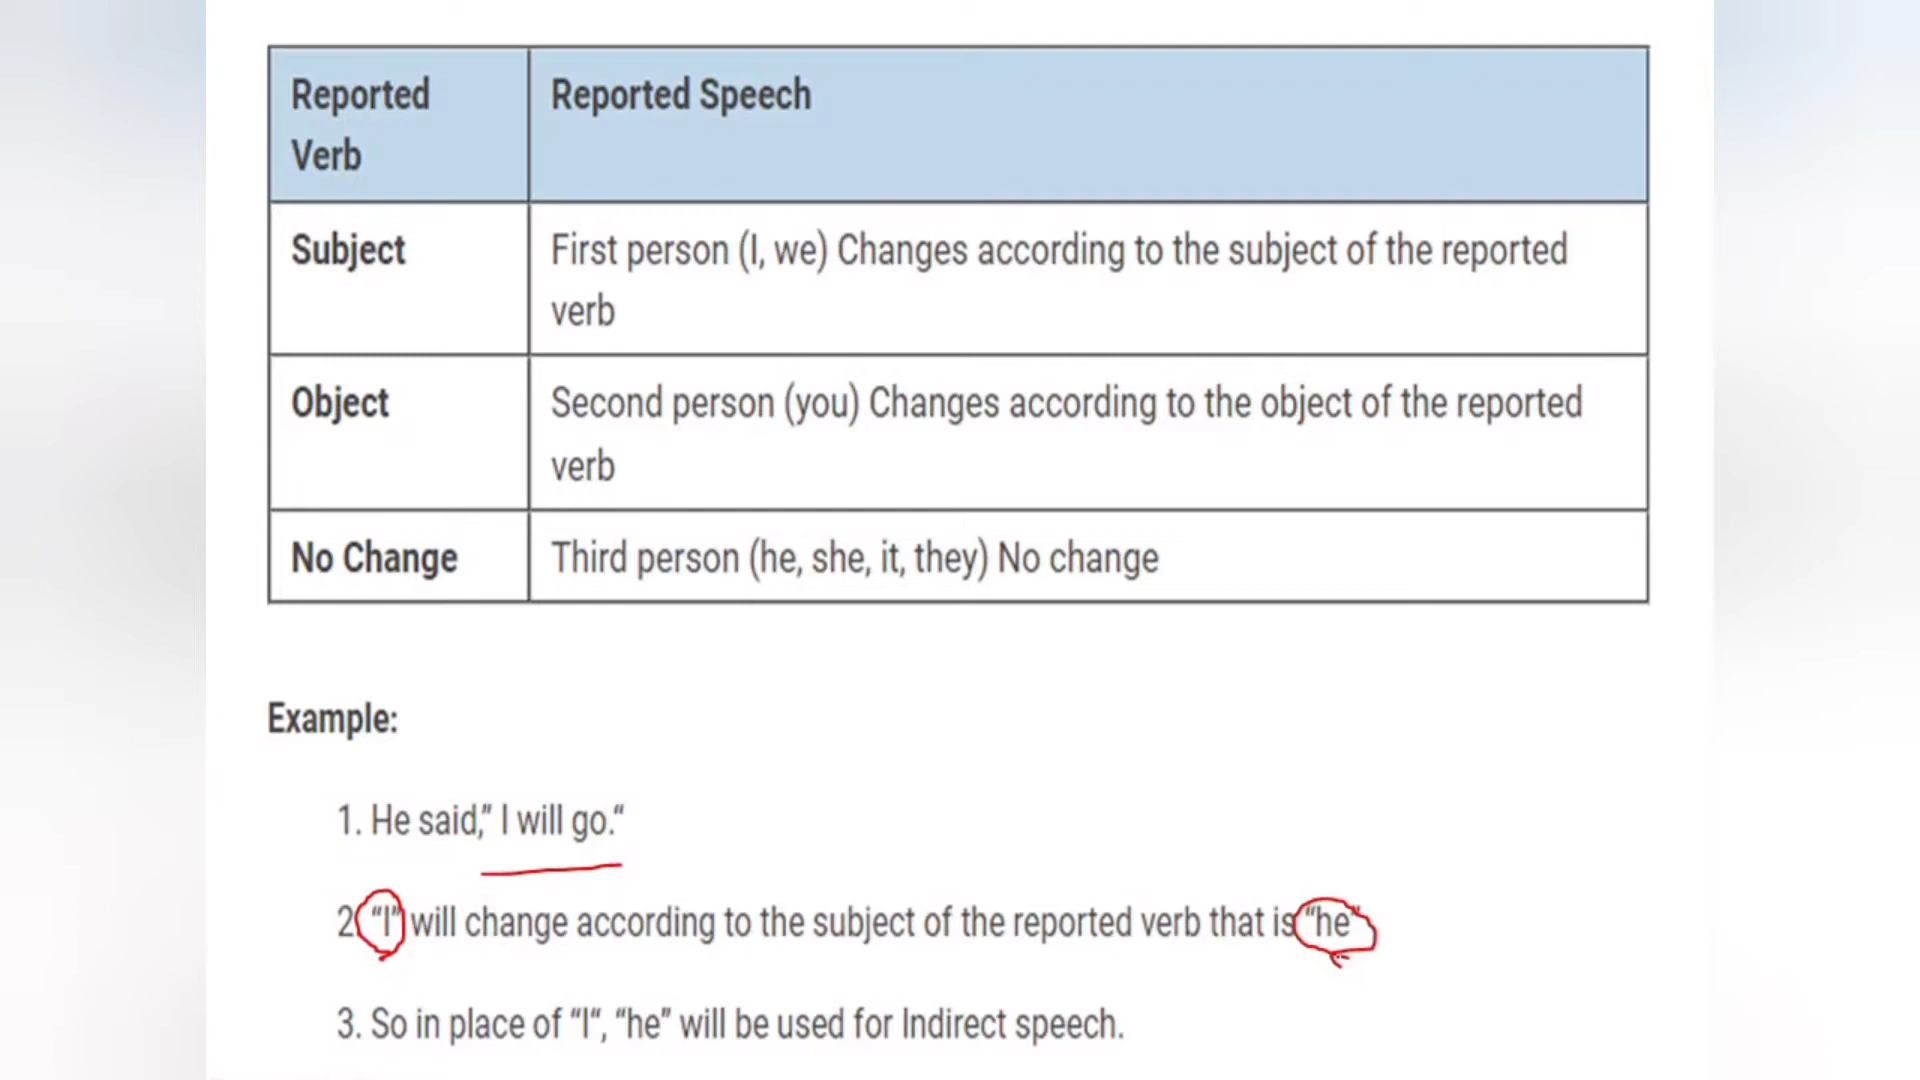 Reported
Verb
Reported Speech
Subject
First person (I, we) Changes according to the subject of the reported
verb
Object
Second person (you) Changes according to the object of the reported
verb
No Change
Third person (he, she, it, they) No change
Example:
1. He said,” I will go.“
2. “I” will change according to the subject of the reported verb that is “he”
3. So in place of “I“, “he” will be used for Indirect speech.